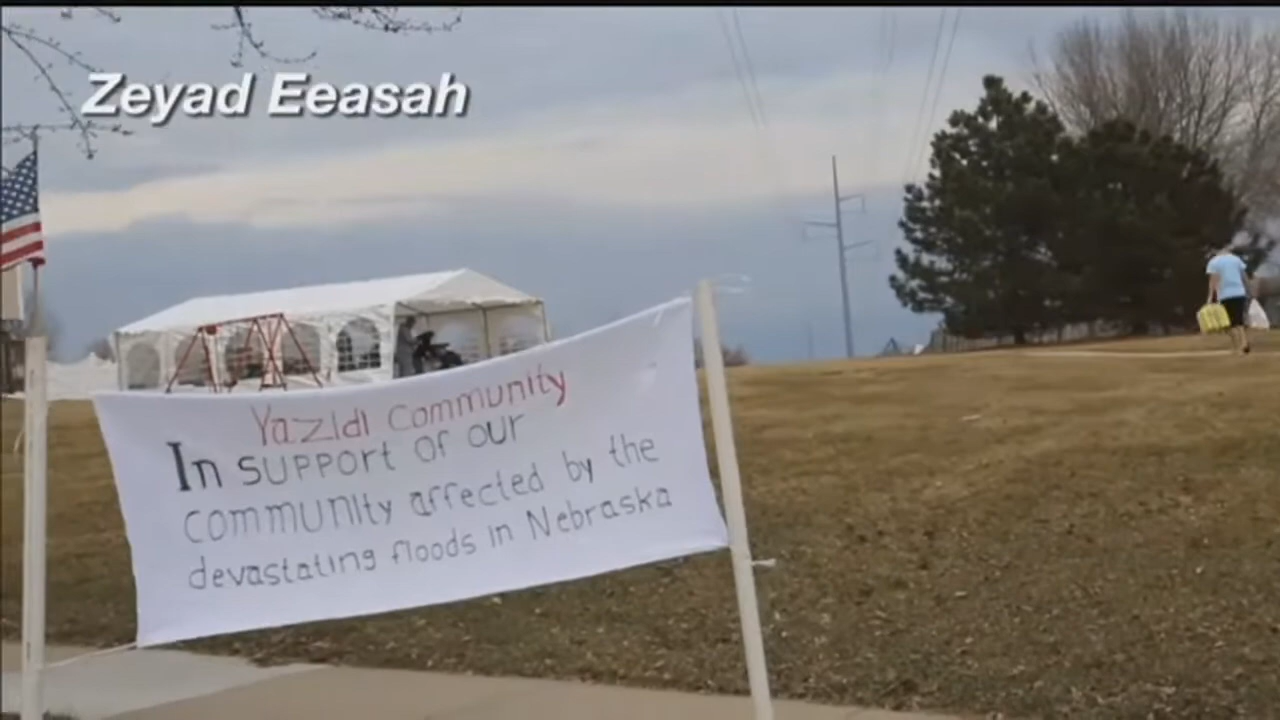 Zeyad Eeasah
Yazidi Community
In support of our
community affected by the
devastating floods in Nebraska